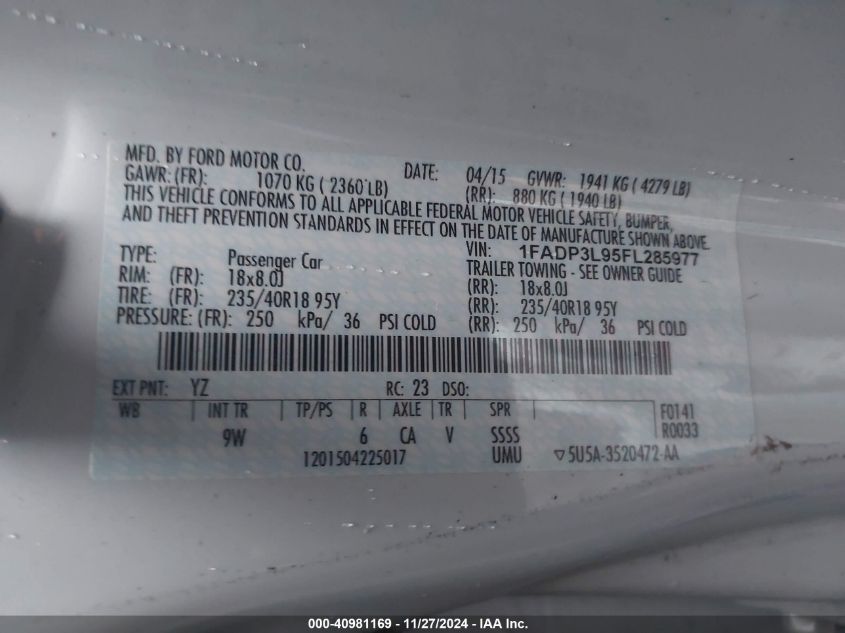 MFD. BY FORD MOTOR CO. DATE: 04/15 GVWR: 1941 KG ( 4279 LB)
GAWR: (FR): 1070 KG ( 2360 LB) (RR): 880 KG ( 1940 LB)
THIS VEHICLE CONFORMS TO ALL APPLICABLE FEDERAL MOTOR VEHICLE SAFETY, BUMPER,
AND THEFT PREVENTION STANDARDS IN EFFECT ON THE DATE OF MANUFACTURE SHOWN ABOVE.
VIN: 1FADP3L95FL285977
TYPE: Passenger Car TRAILER TOWING - SEE OWNER GUIDE
RIM: (FR): 18x8.0J (RR): 18x8.0J
TIRE: (FR): 235/40R18 95Y (RR): 235/40R18 95Y
PRESSURE: (FR): 250 kPa/ 36 PSI COLD (RR): 250 kPa/ 36 PSI COLD
EXT PNT: YZ RC: 23 DSO:
WB INT TR TP/PS R AXLE TR SPR F0141
9W 6 CA V SSSS R0033
1201504225017 UMU ▽5U5A-3520472-AA
000-40981169 - 11/27/2024 - IAA Inc.